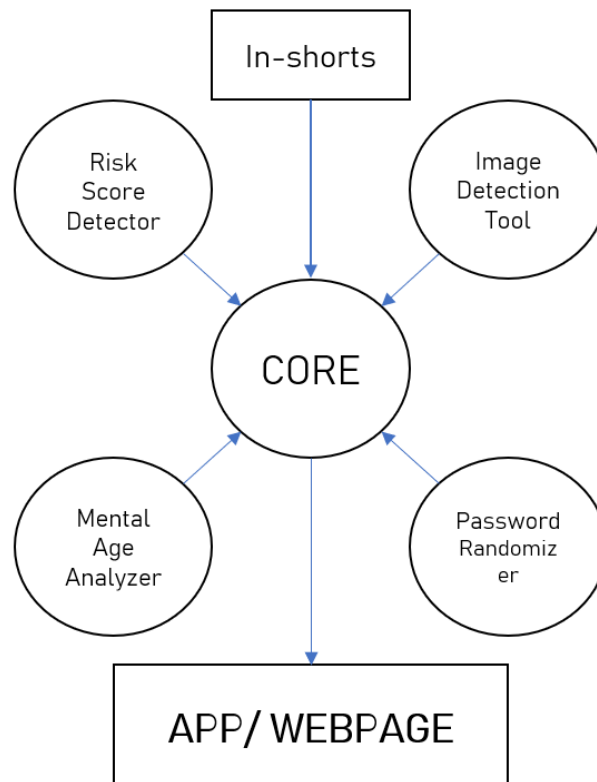 In-shorts
Risk
Score
Detector
Image
Detection
Tool
CORE
Mental
Age
Analyzer
Password
Randomiz
er
APP/ WEBPAGE